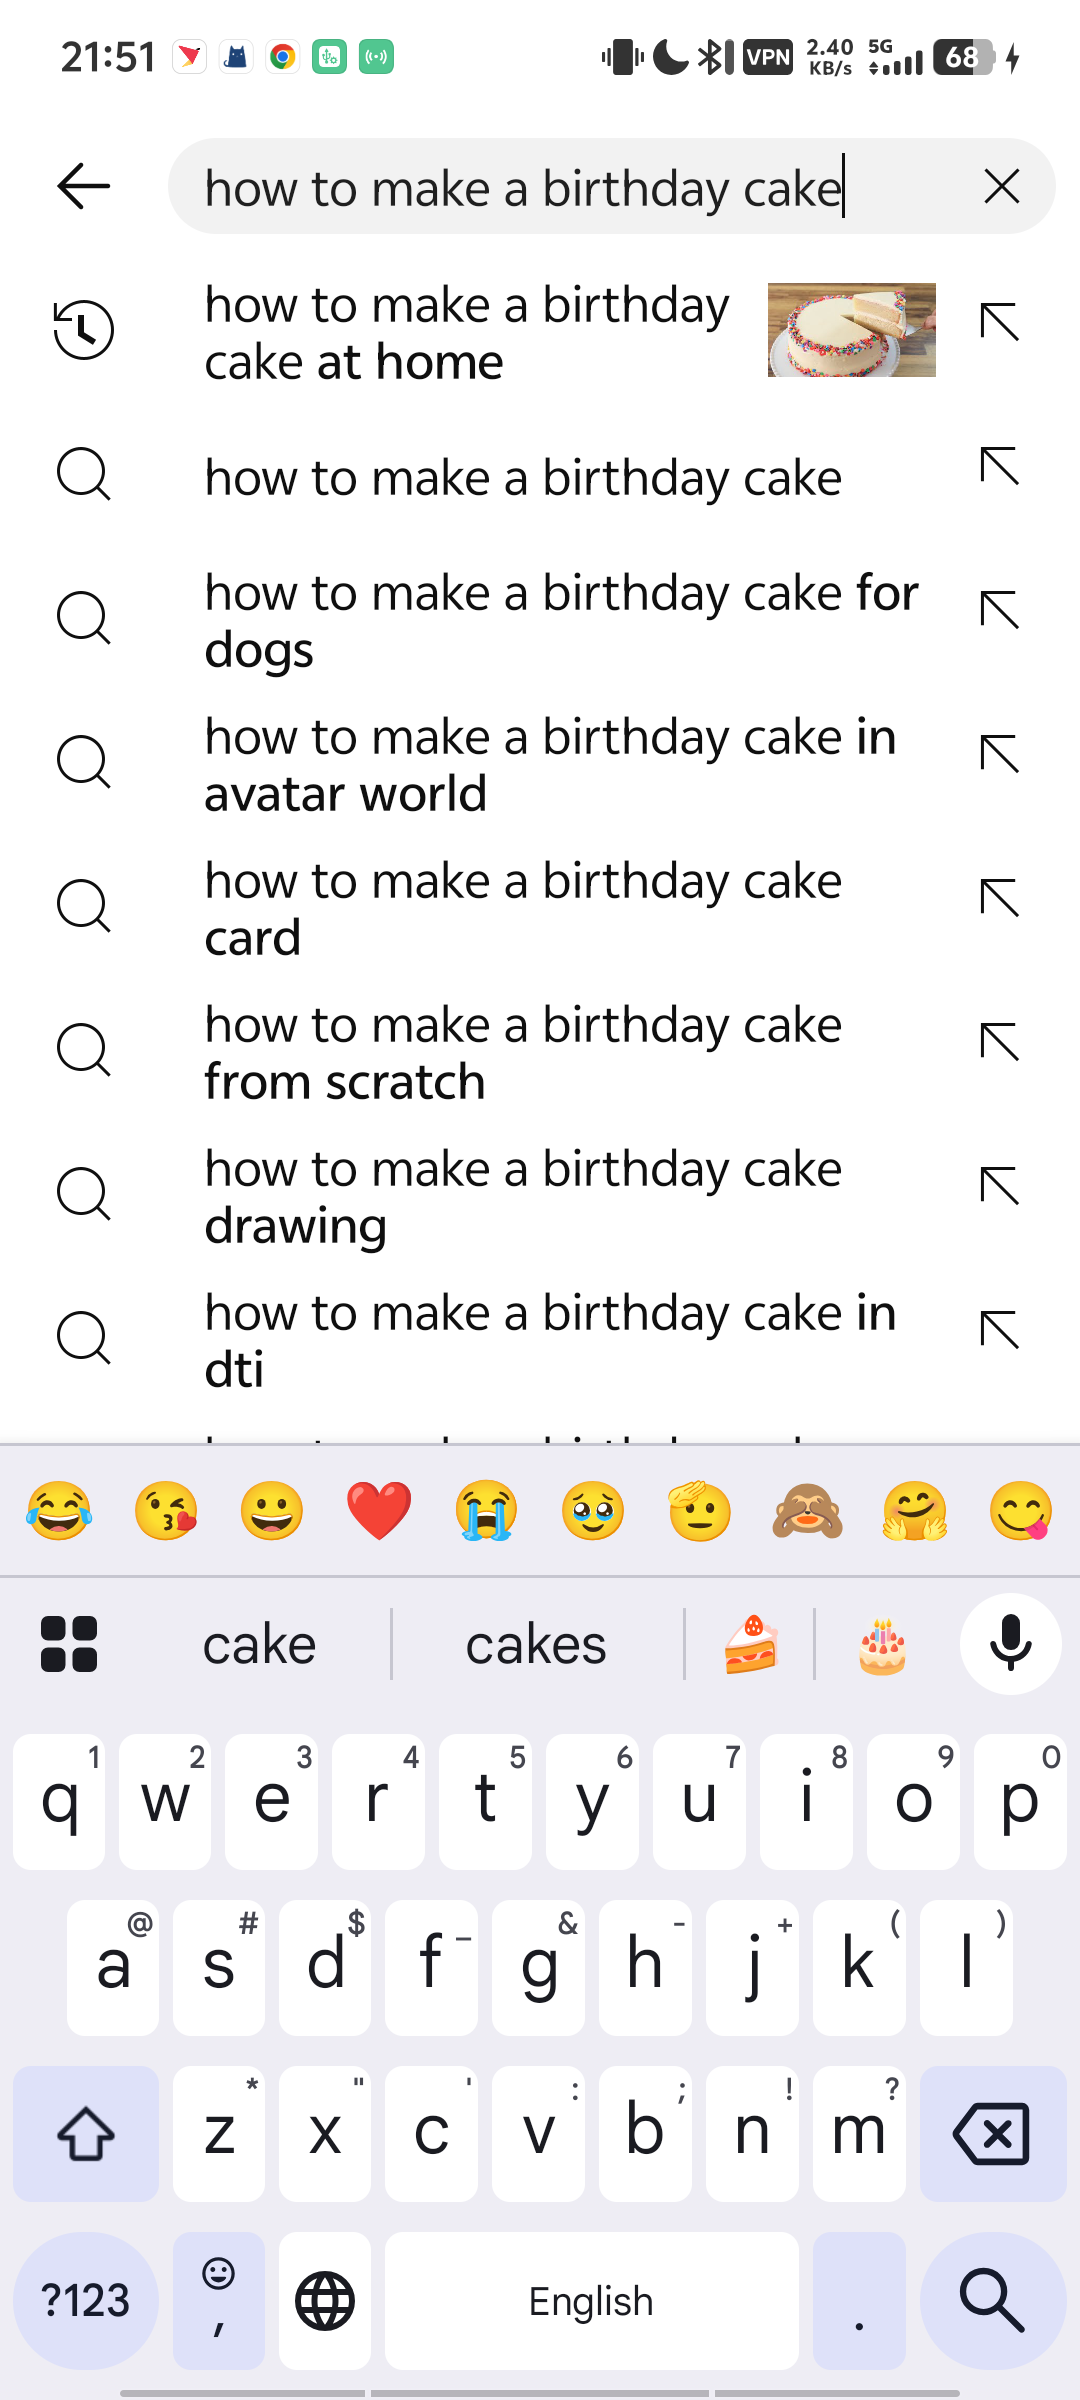 21:51 VPN 2.40 KB/s 5G 68
how to make a birthday cake
how to make a birthday
cake at home
how to make a birthday cake
how to make a birthday cake for
dogs
how to make a birthday cake in
avatar world
how to make a birthday cake
card
how to make a birthday cake
from scratch
how to make a birthday cake
drawing
how to make a birthday cake in
dti
cake cakes
1 2 3 4 5 6 7 8 9 0
q w e r t y u i o p
@ # $ _ & - + ( )
a s d f g h j k l
* " ' : ; ! ?
z x c v b n m
?123 , English .